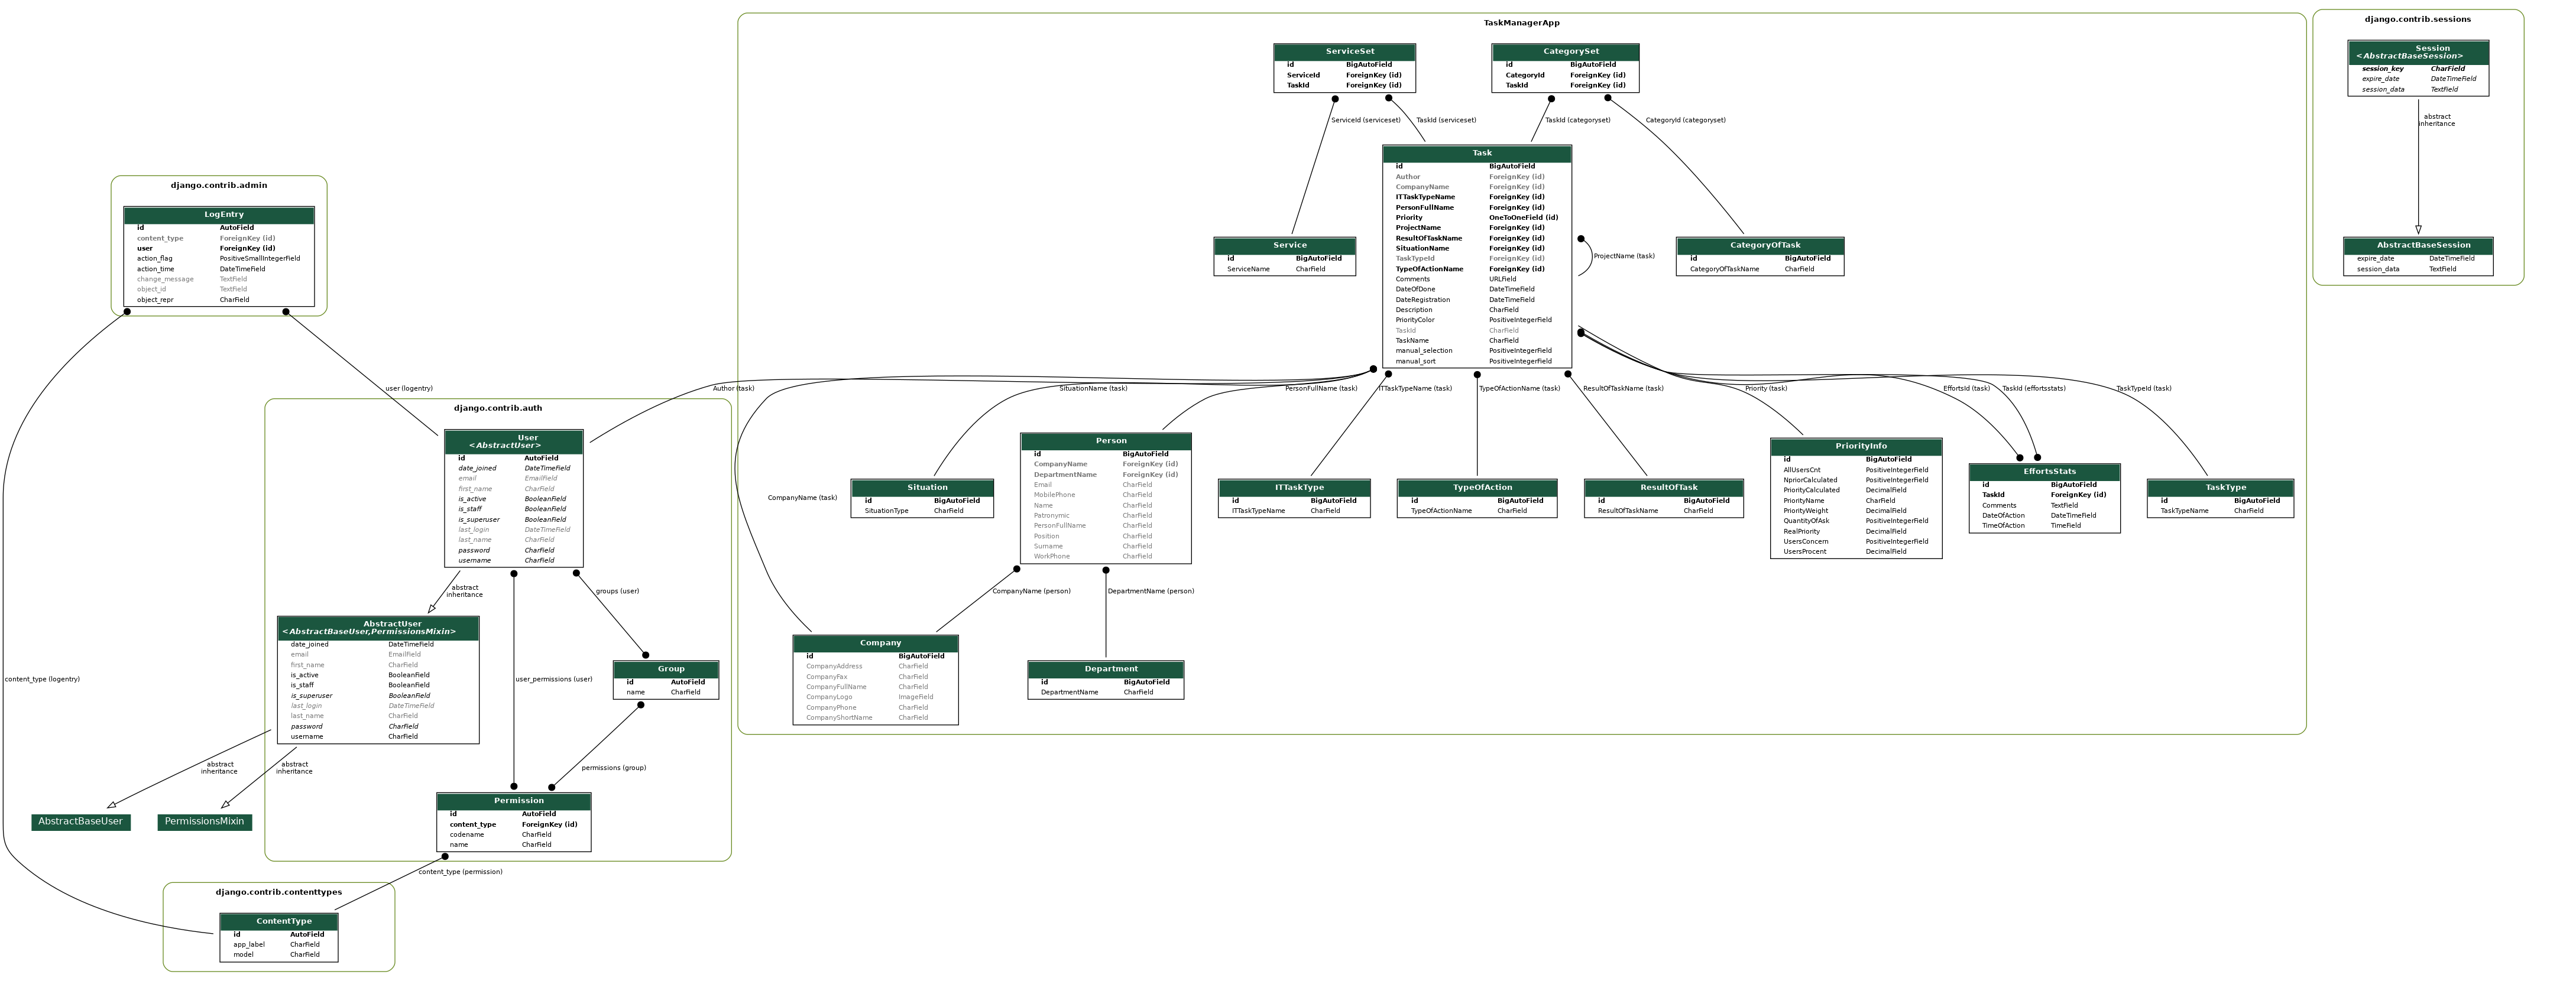 TaskManagerApp
django.contrib.sessions
ServiceSet
id BigAutoField
ServiceId ForeignKey (id)
TaskId ForeignKey (id)
CategorySet
id BigAutoField
CategoryId ForeignKey (id)
TaskId ForeignKey (id)
Session
<AbstractBaseSession>
session_key CharField
expire_date DateTimeField
session_data TextField
ServiceId (serviceset)
TaskId (serviceset)
TaskId (categoryset)
CategoryId (categoryset)
abstract
inheritance
Task
id BigAutoField
Author ForeignKey (id)
CompanyName ForeignKey (id)
ITTaskTypeName ForeignKey (id)
PersonFullName ForeignKey (id)
Priority OneToOneField (id)
ProjectName ForeignKey (id)
ResultOfTaskName ForeignKey (id)
SituationName ForeignKey (id)
TaskTypeId ForeignKey (id)
TypeOfActionName ForeignKey (id)
Comments URLField
DateOfDone DateTimeField
DateRegistration DateTimeField
Description CharField
PriorityColor PositiveIntegerField
TaskId CharField
TaskName CharField
manual_selection PositiveIntegerField
manual_sort PositiveIntegerField
ProjectName (task)
Service
id BigAutoField
ServiceName CharField
CategoryOfTask
id BigAutoField
CategoryOfTaskName CharField
AbstractBaseSession
expire_date DateTimeField
session_data TextField
django.contrib.admin
LogEntry
id AutoField
content_type ForeignKey (id)
user ForeignKey (id)
action_flag PositiveSmallIntegerField
action_time DateTimeField
change_message TextField
object_id TextField
object_repr CharField
user (logentry)
Author (task)
SituationName (task)
PersonFullName (task)
ITTaskTypeName (task)
TypeOfActionName (task)
ResultOfTaskName (task)
Priority (task)
EffortsId (task)
TaskId (effortsstats)
TaskTypeId (task)
django.contrib.auth
User
<AbstractUser>
id AutoField
date_joined DateTimeField
email EmailField
first_name CharField
is_active BooleanField
is_staff BooleanField
is_superuser BooleanField
last_login DateTimeField
last_name CharField
password CharField
username CharField
CompanyName (task)
Situation
id BigAutoField
SituationType CharField
Person
id BigAutoField
CompanyName ForeignKey (id)
DepartmentName ForeignKey (id)
Email CharField
MobilePhone CharField
Name CharField
Patronymic CharField
PersonFullName CharField
Position CharField
Surname CharField
WorkPhone CharField
ITTaskType
id BigAutoField
ITTaskTypeName CharField
TypeOfAction
id BigAutoField
TypeOfActionName CharField
ResultOfTask
id BigAutoField
ResultOfTaskName CharField
PriorityInfo
id BigAutoField
AllUsersCnt PositiveIntegerField
NpriorCalculated PositiveIntegerField
PriorityCalculated DecimalField
PriorityName CharField
PriorityWeight DecimalField
QuantityOfAsk PositiveIntegerField
RealPriority DecimalField
UsersConcern PositiveIntegerField
UsersProcent DecimalField
EffortsStats
id BigAutoField
TaskId ForeignKey (id)
Comments TextField
DateOfAction DateTimeField
TimeOfAction TimeField
TaskType
id BigAutoField
TaskTypeName CharField
abstract
inheritance
groups (user)
CompanyName (person)
DepartmentName (person)
AbstractUser
<AbstractBaseUser,PermissionsMixin>
date_joined DateTimeField
email EmailField
first_name CharField
is_active BooleanField
is_staff BooleanField
is_superuser BooleanField
last_login DateTimeField
last_name CharField
password CharField
username CharField
content_type (logentry)
user_permissions (user)
Group
id AutoField
name CharField
Company
id BigAutoField
CompanyAddress CharField
CompanyFax CharField
CompanyFullName CharField
CompanyLogo ImageField
CompanyPhone CharField
CompanyShortName CharField
Department
id BigAutoField
DepartmentName CharField
abstract
inheritance
abstract
inheritance
permissions (group)
AbstractBaseUser
PermissionsMixin
Permission
id AutoField
content_type ForeignKey (id)
codename CharField
name CharField
content_type (permission)
django.contrib.contenttypes
ContentType
id AutoField
app_label CharField
model CharField